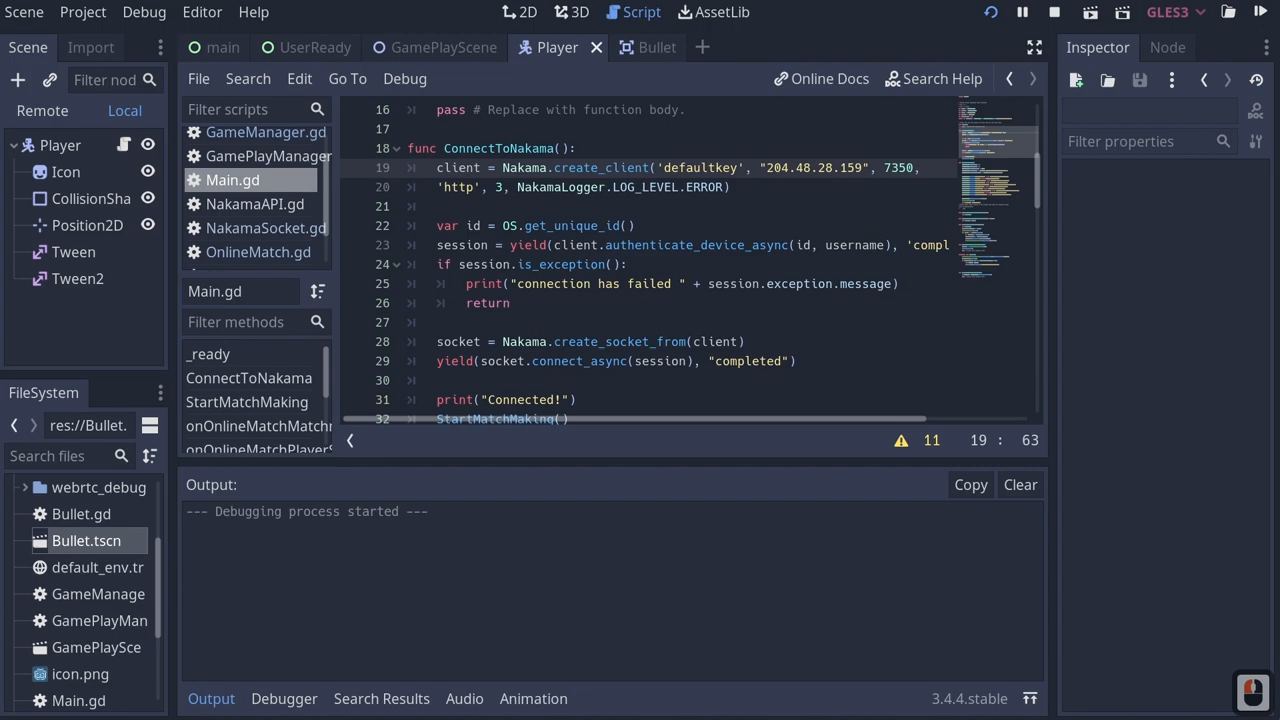 Scene Project Debug Editor Help 2D 3D Script AssetLib GLES3
Scene Import main UserReady GamePlayScene Player Bullet Inspector Node
Filter nod File Search Edit Go To Debug Online Docs Search Help
Remote Local Filter scripts Filter properties
GameManager.gd
GamePlayManager
Main.gd
OnlineMatch.gd
Player
Icon
CollisionSha
Position2D
Tween
Tween2
Main.gd
Filter methods
_ready
ConnectToNakama
StartMatchMaking
onOnlineMatchMatchm
onOnlineMatchPlayerS
16 pass # Replace with function body.
17
18 func ConnectToNakama():
19 = Nakama.create_client('defaultkey', "204.48.28.159", 7350,
20 'http', 3, NakamaLogger.LOG_LEVEL.ERROR)
21
22 var id = OS.get_unique_id()
23 session = yield(client.authenticate_device_async(id, username), 'compl
24 if session.is_exception():
25 print("connection has failed " + session.exception.message)
26 return
27
28 socket = Nakama.create_socket_from(client)
29 yield(socket.connect_async(session), "completed")
30
31 print("Connected!")
32 StartMatchMaking()
11 19 : 63
FileSystem
res://Bullet.
Search files
webrtc_debug
Bullet.gd
Bullet.tscn
default_env.tr
GameManage
GamePlayMan
GamePlaySce
icon.png
Main.gd
Output: Copy Clear
--- Debugging process started ---
Output Debugger Search Results Audio Animation 3.4.4.stable